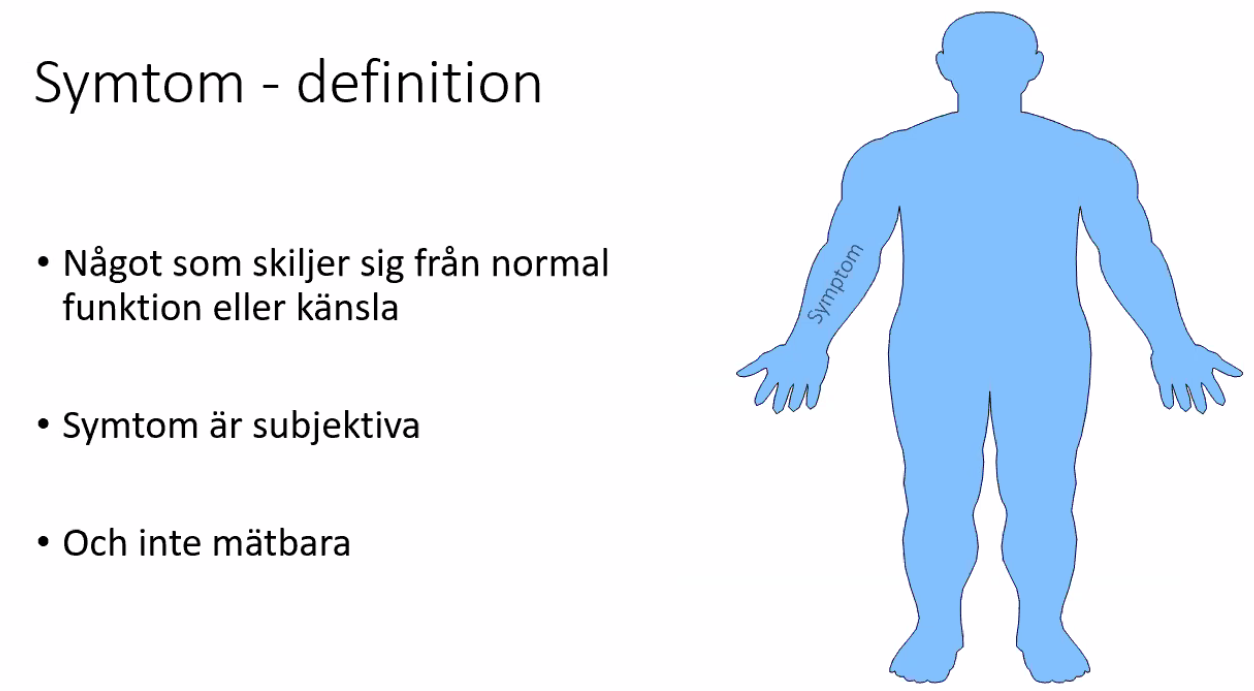 Symtom - definition
• Något som skiljer sig från normal
funktion eller känsla
• Symtom är subjektiva
• Och inte mätbara
Symptom